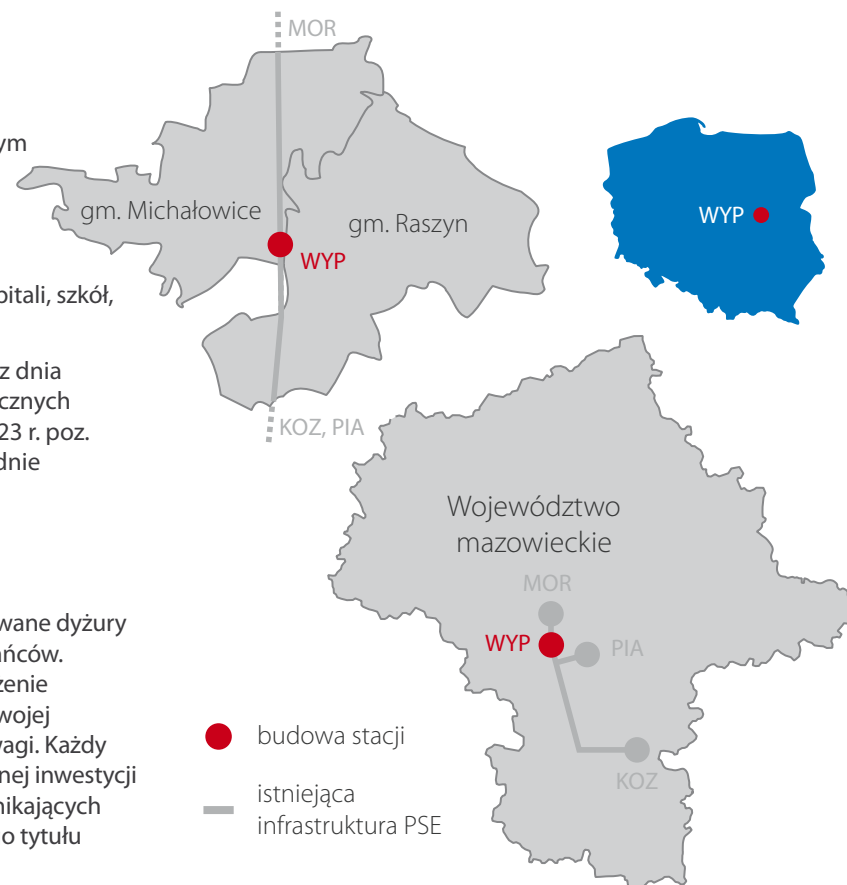 ym
pitali, szkół,
z dnia
cznych
23 r. poz.
dnie
wane dyżury
ańców.
zenie
wojej
vagi. Każdy
nej inwestycji
nikających
o tytułu
MOR
gm. Michałowice
gm. Raszyn
WYP
KOZ, PIA
WYP
Województwo
mazowieckie
MOR
WYP
PIA
KOZ
budowa stacji
istniejąca
infrastruktura PSE